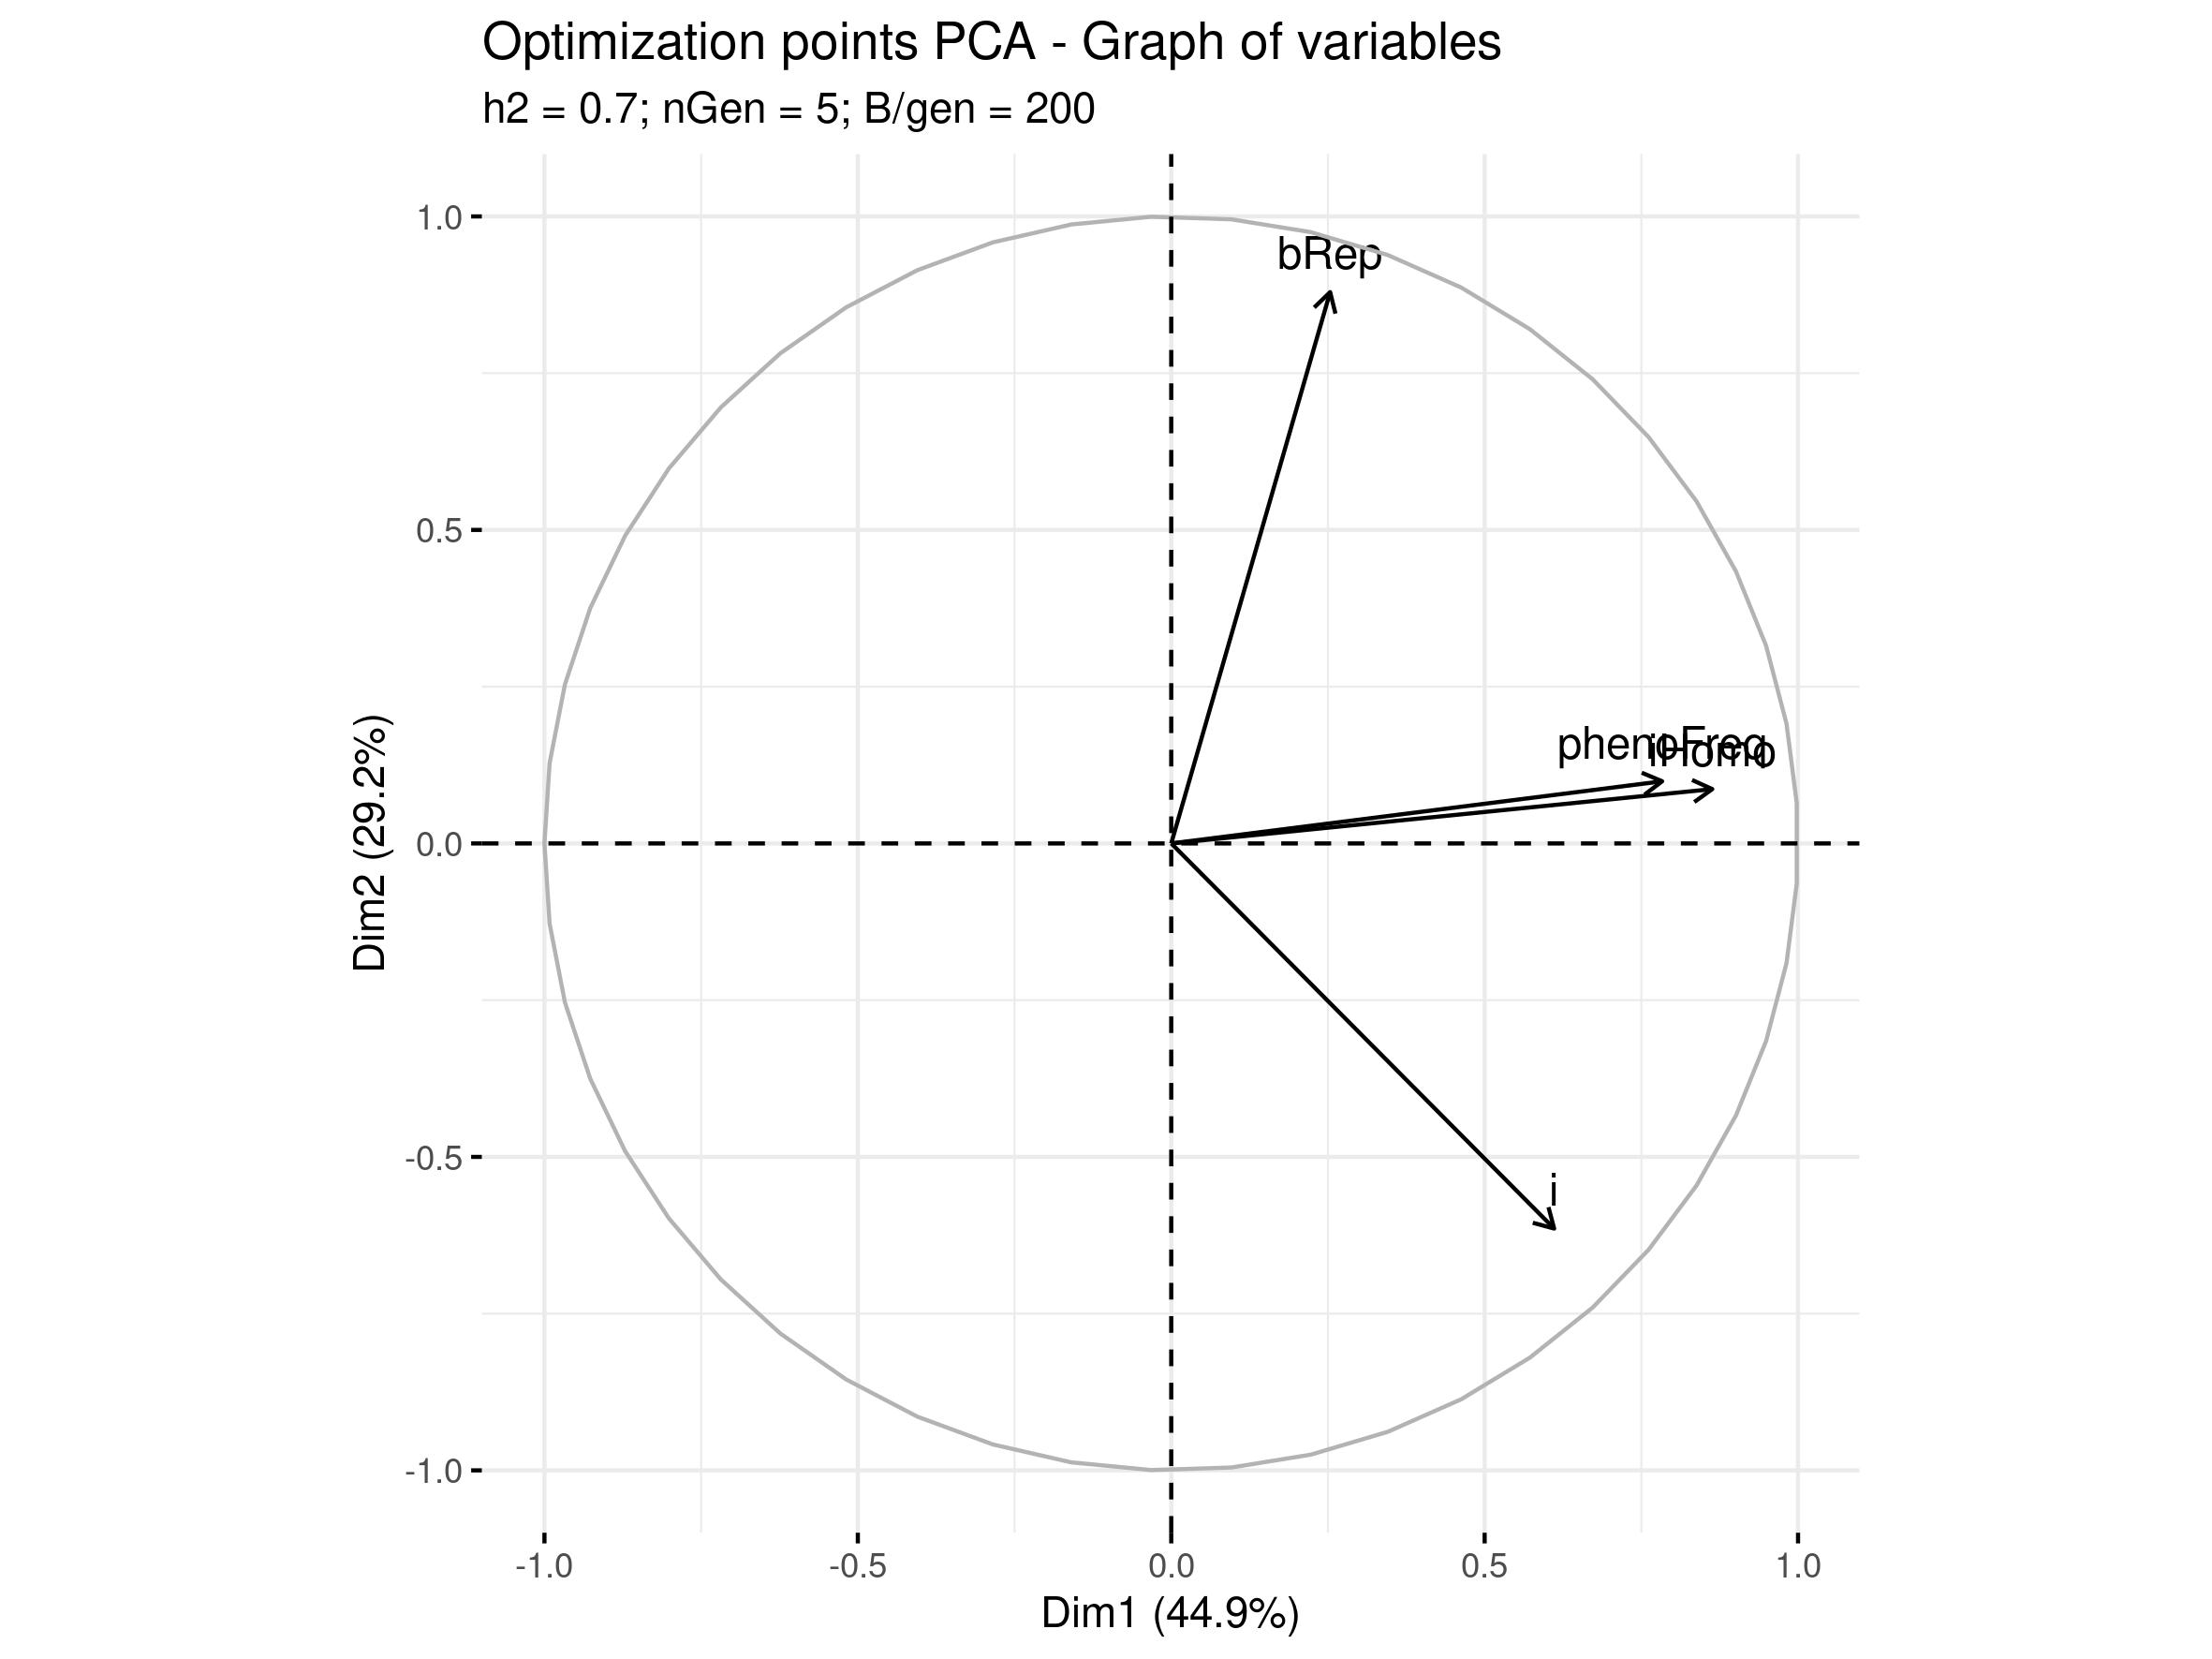 Optimization points PCA - Graph of variables
h2 = 0.7; nGen = 5; B/gen = 200
1.0
0.5
0.0
-0.5
-1.0
Dim2 (29.2%)
bRep
phenoFreq
iHomo
i
-1.0
-0.5
0.0
0.5
1.0
Dim1 (44.9%)